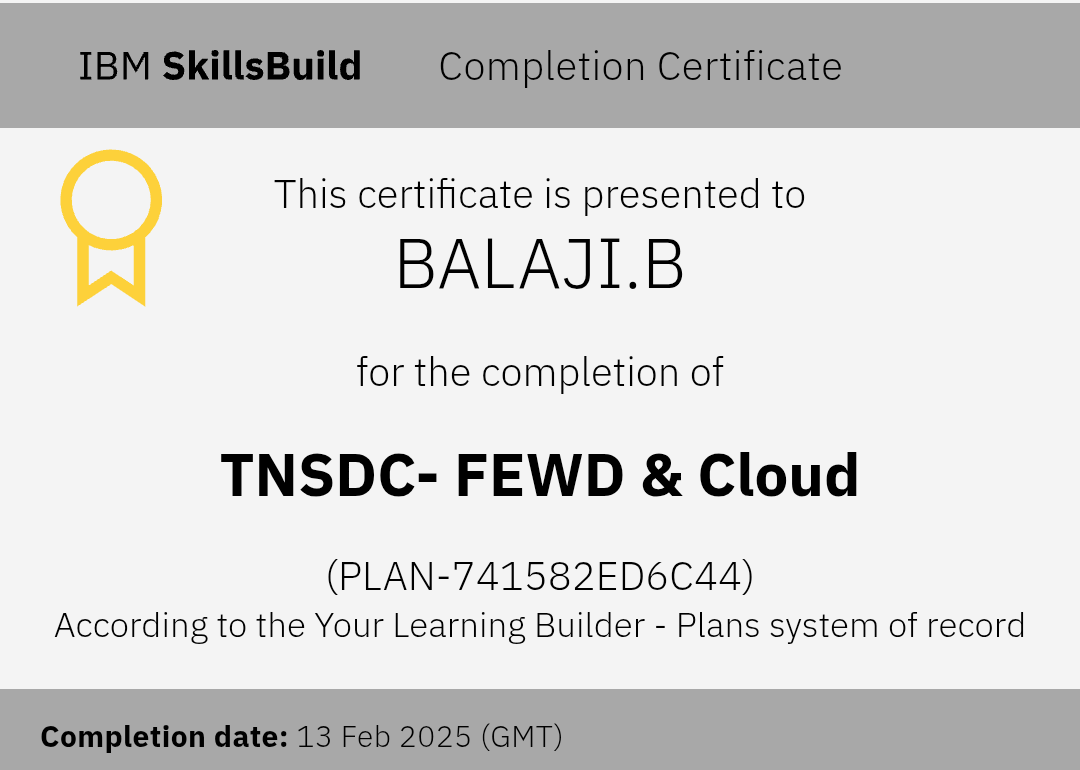 IBM SkillsBuild Completion Certificate
This certificate is presented to
BALAJI.B
for the completion of
TNSDC- FEWD & Cloud
(PLAN-741582ED6C44)
According to the Your Learning Builder - Plans system of record
Completion date: 13 Feb 2025 (GMT)